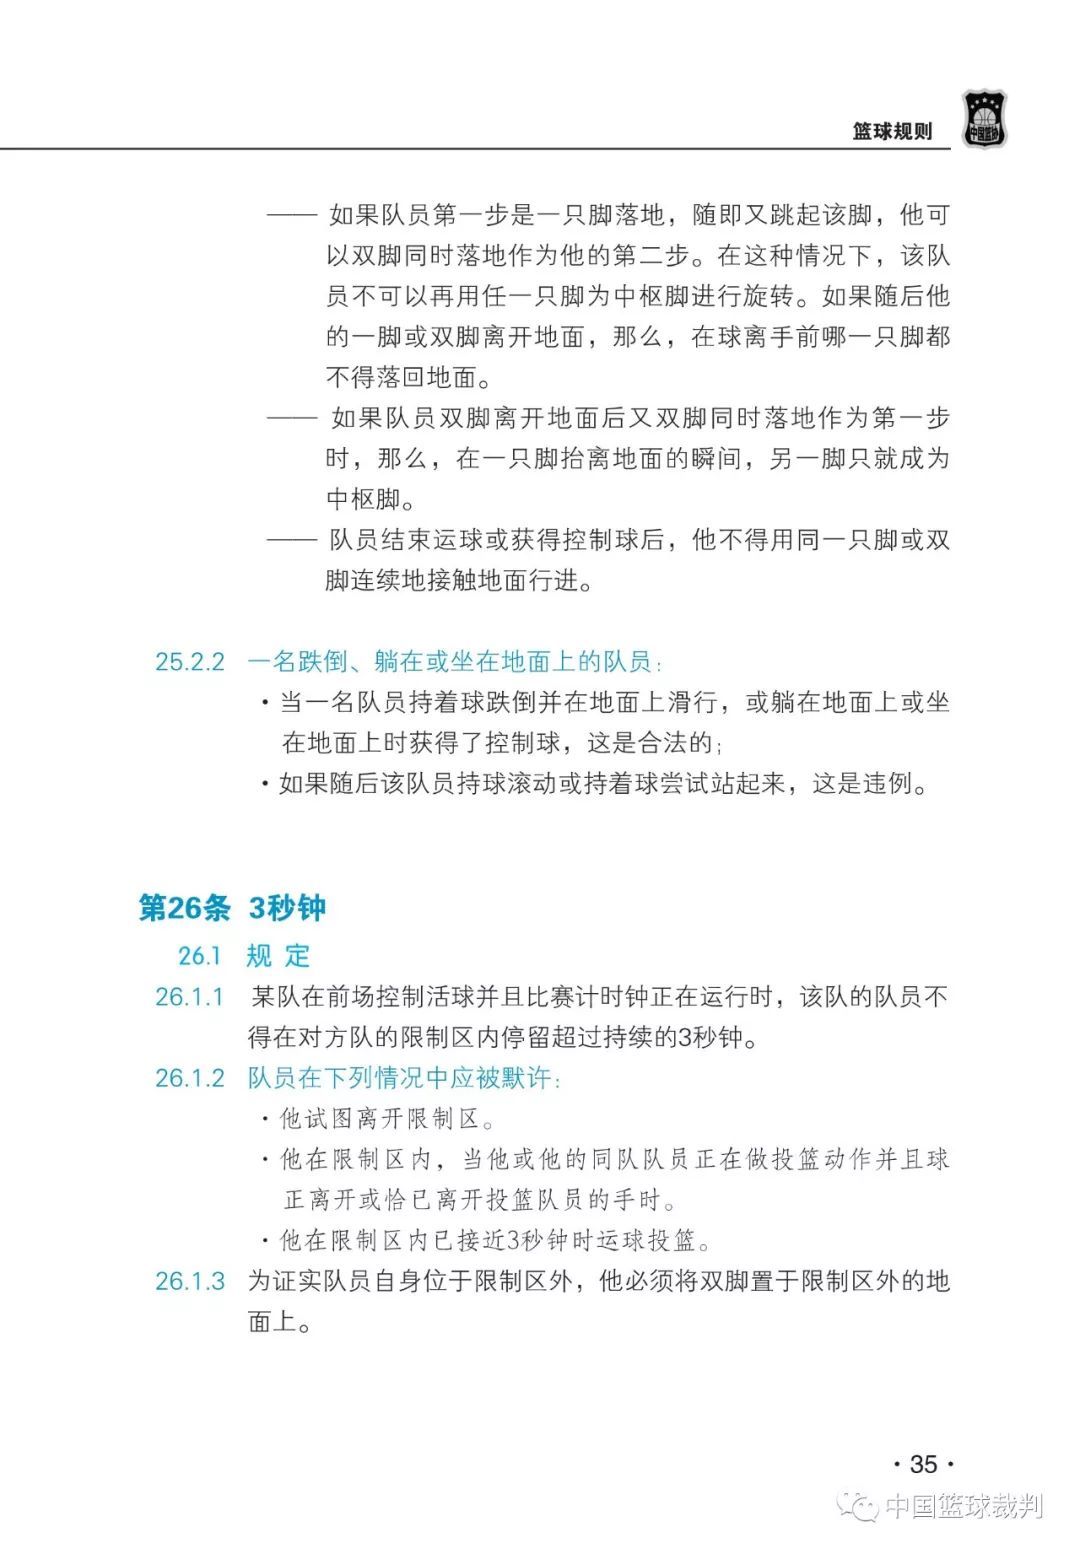 篮球规则
中国篮协
—— 如果队员第一步是一只脚落地，随即又跳起该脚，他可
以双脚同时落地作为他的第二步。在这种情况下，该队
员不可以再用任一只脚为中枢脚进行旋转。如果随后他
的一脚或双脚离开地面，那么，在球离手前哪一只脚都
不得落回地面。
—— 如果队员双脚离开地面后又双脚同时落地作为第一步
时，那么，在一只脚抬离地面的瞬间，另一脚只就成为
中枢脚。
—— 队员结束运球或获得控制球后，他不得用同一只脚或双
脚连续地接触地面行进。
25.2.2 一名跌倒、躺在或坐在地面上的队员：
·当一名队员持着球跌倒并在地面上滑行，或躺在地面上或坐
在地面上时获得了控制球，这是合法的；
·如果随后该队员持球滚动或持着球尝试站起来，这是违例。
第26条 3秒钟
26.1 规 定
26.1.1 某队在前场控制活球并且比赛计时钟正在运行时，该队的队员不
得在对方队的限制区内停留超过持续的3秒钟。
26.1.2 队员在下列情况中应被默许：
·他试图离开限制区。
·他在限制区内，当他或他的同队队员正在做投篮动作并且球
正离开或恰已离开投篮队员的手时。
·他在限制区内已接近3秒钟时运球投篮。
26.1.3 为证实队员自身位于限制区外，他必须将双脚置于限制区外的地
面上。
·35·
中国篮球裁判